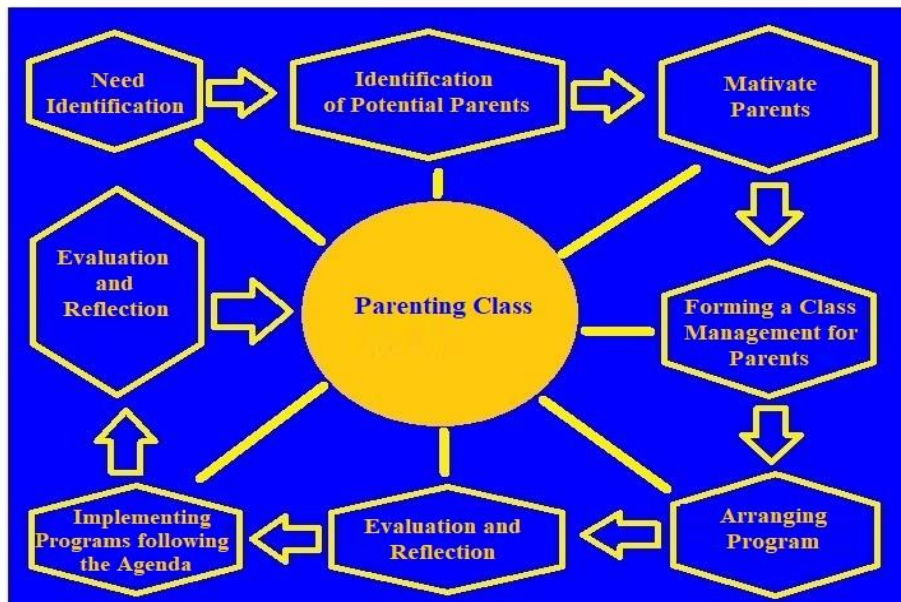 Need
Identification
Identification
of Potential Parents
Mativate
Parents
Evaluation
and
Reflection
Parenting Class
Forming a Class
Management for
Parents
Implementing
Programs following
the Agenda
Evaluation and
Reflection
Arranging
Program